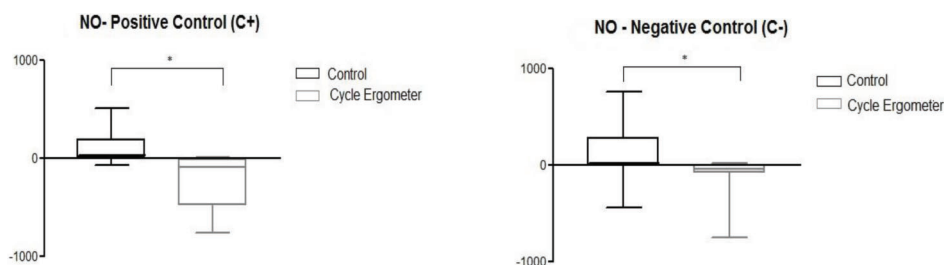 NO- Positive Control (C+)
1000
*
Control
Cycle Ergometer
0
-1000
NO - Negative Control (C-)
1000
*
Control
Cycle Ergometer
0
-1000